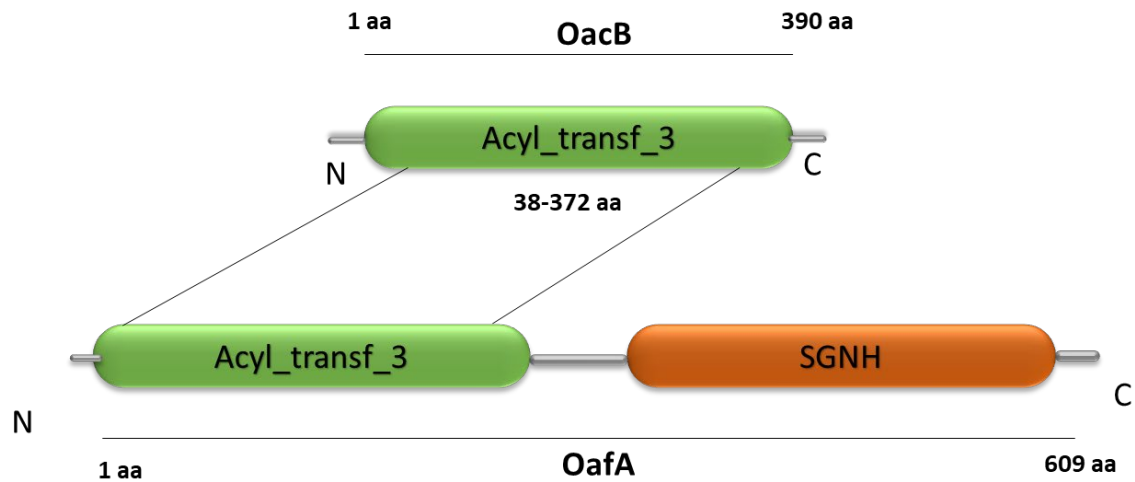 1 aa
OacB
390 aa
Acyl_transf_3
N
C
38-372 aa
Acyl_transf_3
SGNH
N
C
1 aa
OafA
609 aa